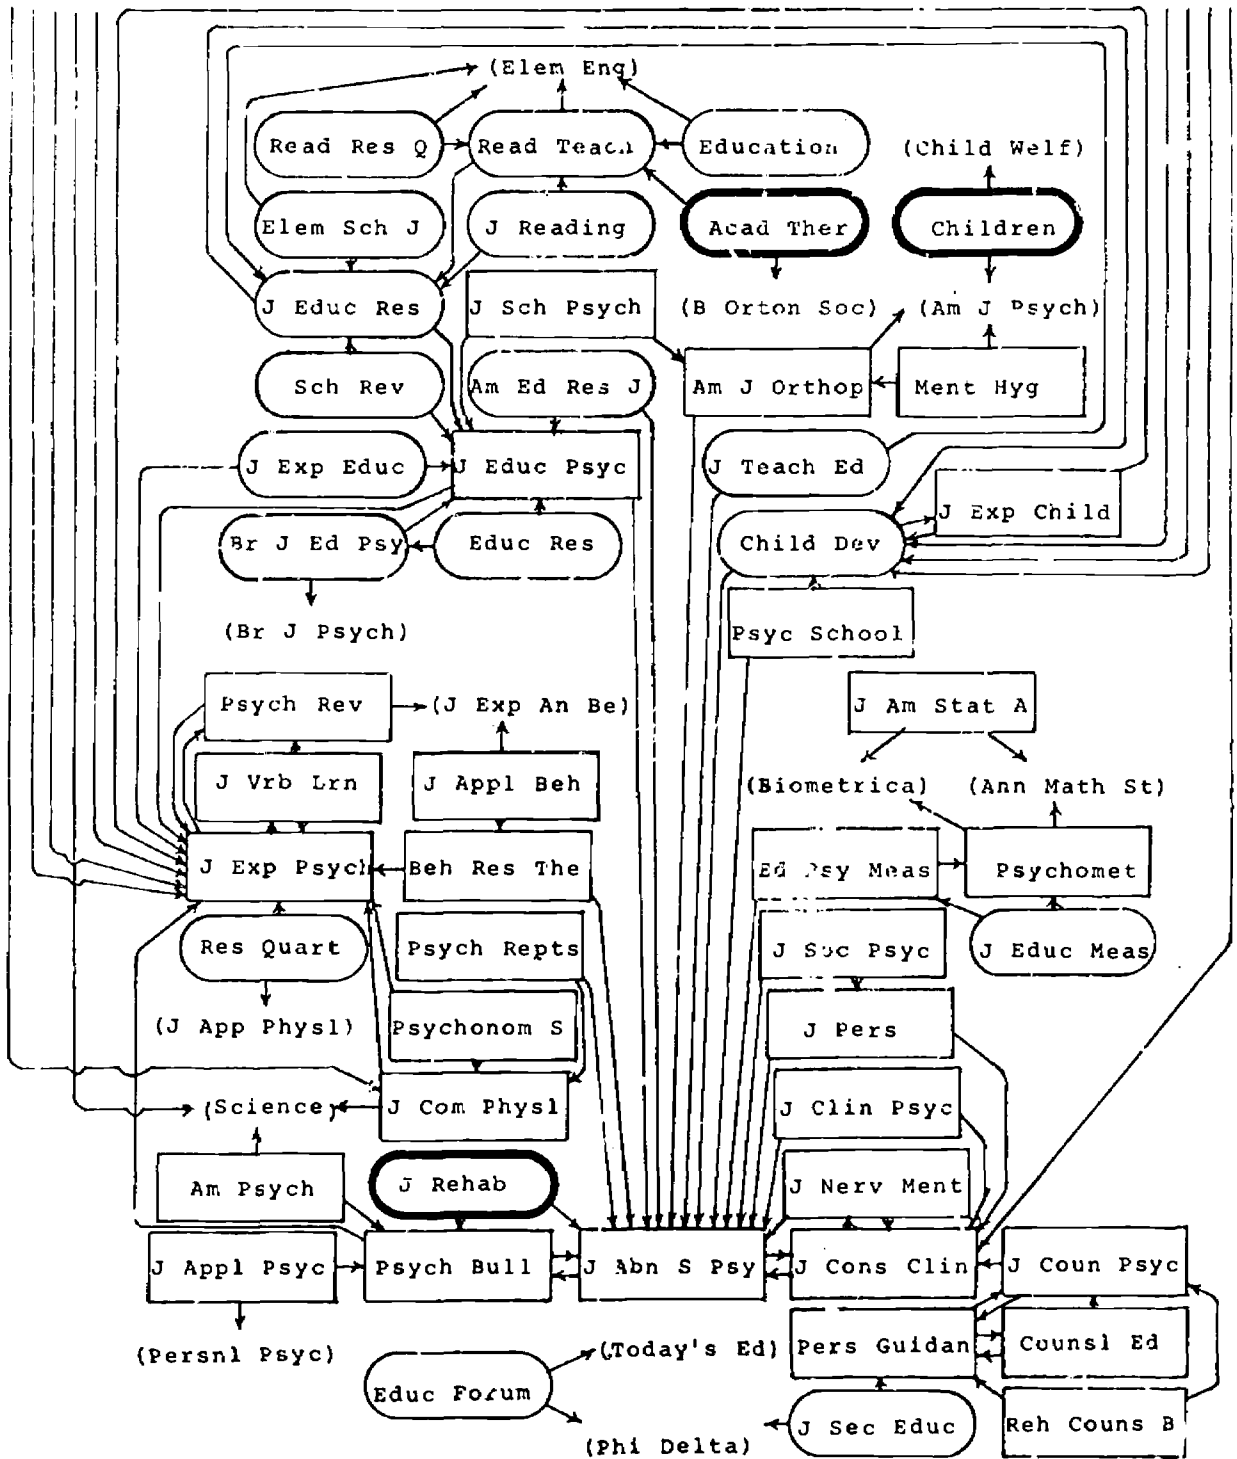 (Elem Eng)
Read Res Q
Read Teach
Education
(Child Welf)
Elem Sch J
J Reading
Acad Ther
Children
J Educ Res
J Sch Psych
(B Orton Soc)
(Am J Psych)
Sch Rev
Am Ed Res J
Am J Orthop
Ment Hyg
J Exp Educ
J Educ Psyc
J Teach Ed
J Exp Child
Br J Ed Psy
Educ Res
Child Dev
(Br J Psych)
Psyc School
Psych Rev
(J Exp An Be)
J Am Stat A
J Vrb Lrn
J Appl Beh
(Biometrica)
(Ann Math St)
J Exp Psych
Beh Res The
Ed Psy Meas
Psychomet
Res Quart
Psych Repts
J Soc Psyc
J Educ Meas
(J App Physl)
Psychonom S
J Pers
(Science)
J Com Physl
J Clin Psyc
Am Psych
J Rehab
J Nerv Ment
J Appl Psyc
Psych Bull
J Abn S Psy
J Cons Clin
J Coun Psyc
(Persnl Psyc)
(Today's Ed)
Pers Guidan
Counsl Ed
Educ Forum
(Phi Delta)
J Sec Educ
Reh Couns B